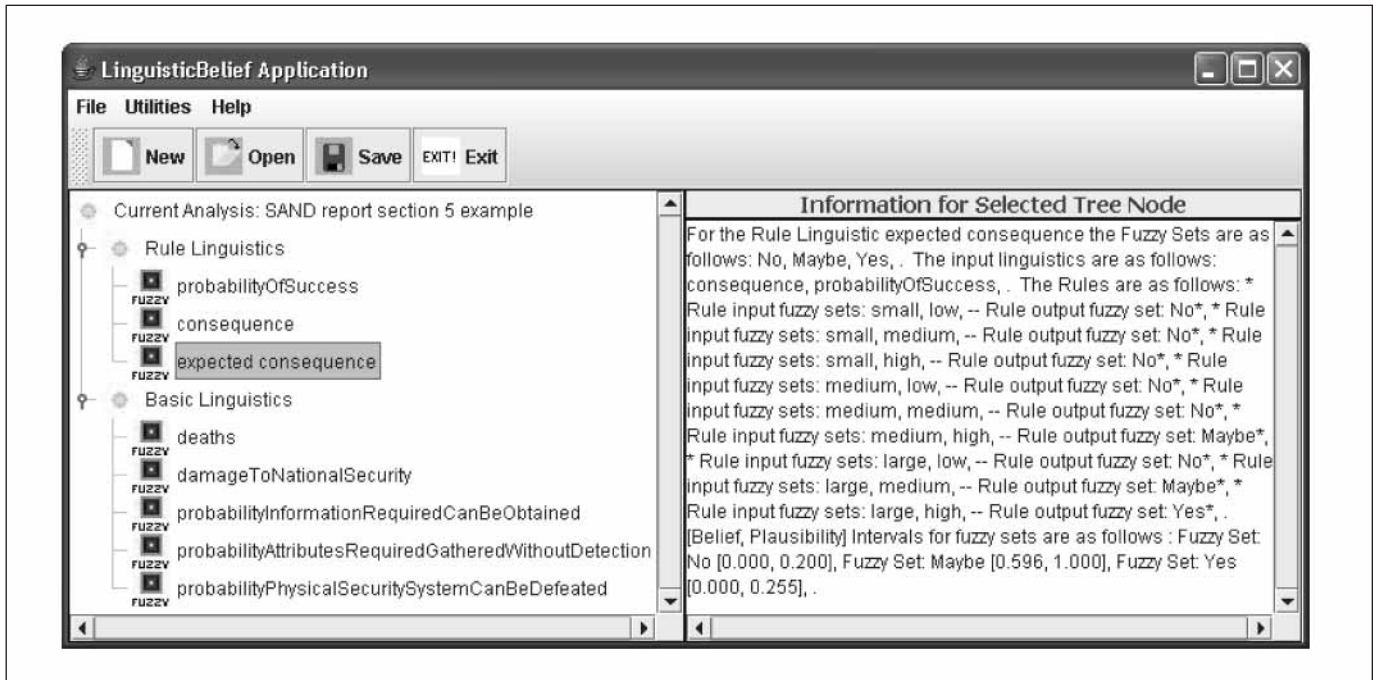 LinguisticBelief Application
File Utilities Help
New Open Save EXIT! Exit
Current Analysis: SAND report section 5 example
Rule Linguistics
FUZZY probabilityOfSuccess
FUZZY consequence
FUZZY expected consequence
Basic Linguistics
FUZZY deaths
FUZZY damageToNationalSecurity
FUZZY probabilityInformationRequiredCanBeObtained
FUZZY probabilityAttributesRequiredGatheredWithoutDetection
FUZZY probabilityPhysicalSecuritySystemCanBeDefeated
Information for Selected Tree Node
For the Rule Linguistic expected consequence the Fuzzy Sets are as
follows: No, Maybe, Yes, . The input linguistics are as follows:
consequence, probabilityOfSuccess, . The Rules are as follows: *
Rule input fuzzy sets: small, low, -- Rule output fuzzy set: No*, * Rule
input fuzzy sets: small, medium, -- Rule output fuzzy set: No*, * Rule
input fuzzy sets: small, high, -- Rule output fuzzy set: No*, * Rule
input fuzzy sets: medium, low, -- Rule output fuzzy set: No*, * Rule
input fuzzy sets: medium, medium, -- Rule output fuzzy set: No*, *
Rule input fuzzy sets: medium, high, -- Rule output fuzzy set: Maybe*,
* Rule input fuzzy sets: large, low, -- Rule output fuzzy set: No*, * Rule
input fuzzy sets: large, medium, -- Rule output fuzzy set: Maybe*, *
Rule input fuzzy sets: large, high, -- Rule output fuzzy set: Yes*, .
[Belief, Plausibility] Intervals for fuzzy sets are as follows : Fuzzy Set:
No [0.000, 0.200], Fuzzy Set: Maybe [0.596, 1.000], Fuzzy Set: Yes
[0.000, 0.255], .